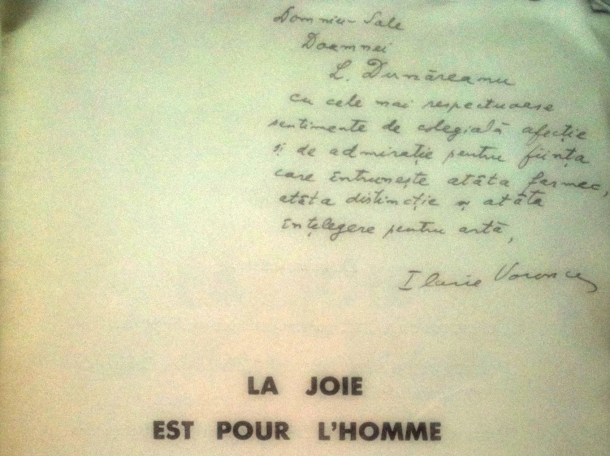 Domniei-Sale
Doamnei
L. Dunăreanu
cu cele mai respectuoase
sentimente de colegială afecție
și de admirație pentru ființa
care întrunește atâta farmec,
atâta distincție și atâta
înțelegere pentru artă,
Ilarie Voronca
LA JOIE
EST POUR L'HOMME